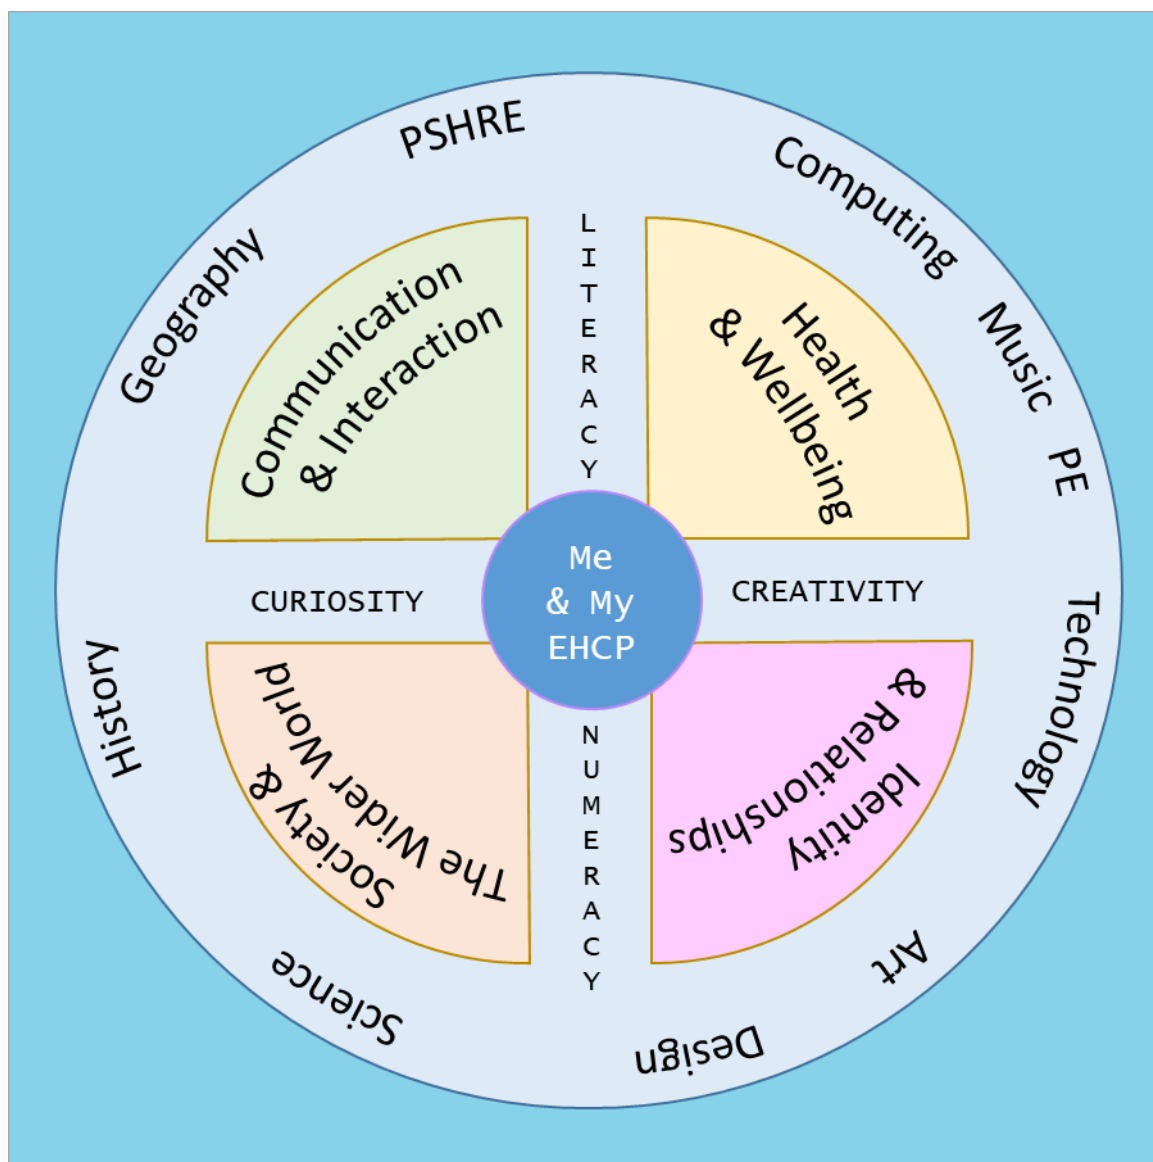 PSHRE
Computing
Music
PE
Technology
Art
Design
Science
History
Geography
Communication
& Interaction
LITERACY
Health
& Wellbeing
CURIOSITY
Me
& My
EHCP
CREATIVITY
Society &
The Wider World
NUMERACY
Identity
& Relationships